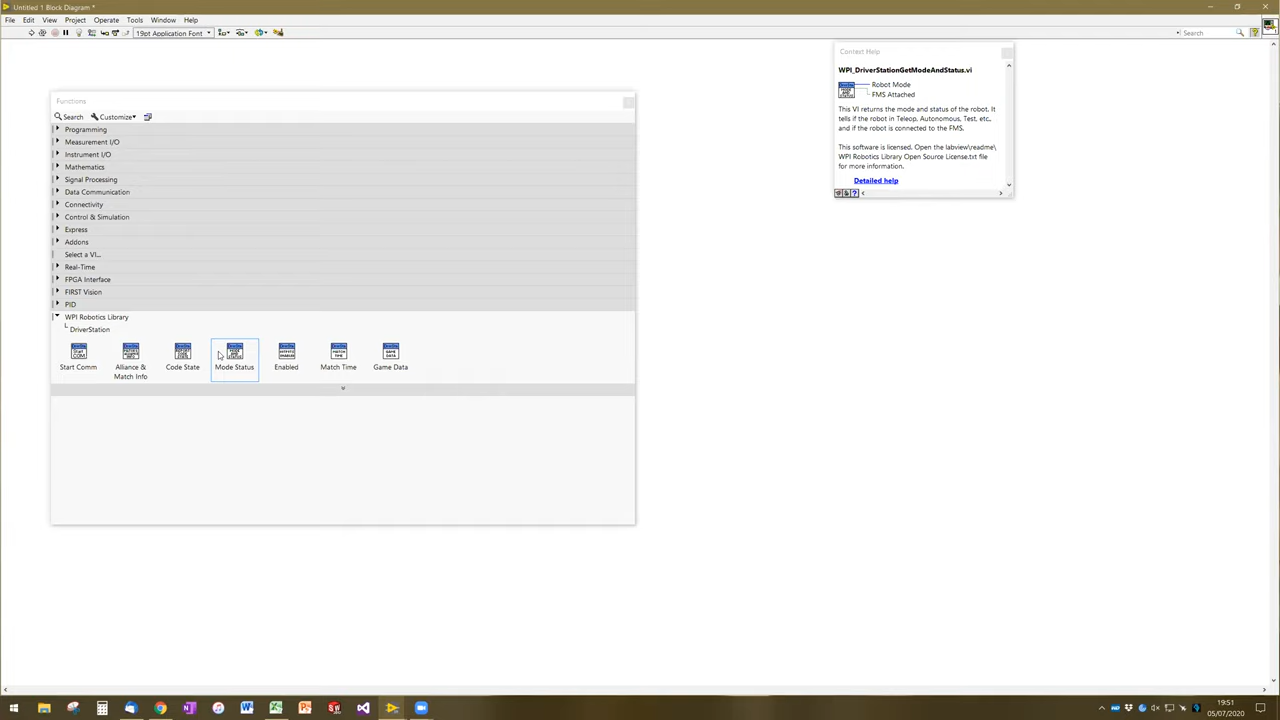 Untitled 1 Block Diagram *
File Edit View Project Operate Tools Window Help
19pt Application Font
Search
Context Help
WPI_DriverStationGetModeAndStatus.vi
Robot Mode
FMS Attached
This VI returns the mode and status of the robot. It
tells if the robot in Teleop, Autonomous, Test, etc.,
and if the robot is connected to the FMS.
This software is licensed. Open the labview\readme\
WPI Robotics Library Open Source License.txt file
for more information.
Detailed help
Functions
Search Customize
Programming
Measurement I/O
Instrument I/O
Mathematics
Signal Processing
Data Communication
Connectivity
Control & Simulation
Express
Addons
Select a VI...
Real-Time
FPGA Interface
FIRST Vision
PID
WPI Robotics Library
DriverStation
Start Comm
Alliance &
Match Info
Code State
Mode Status
Enabled
Match Time
Game Data
19:51
05/07/2020